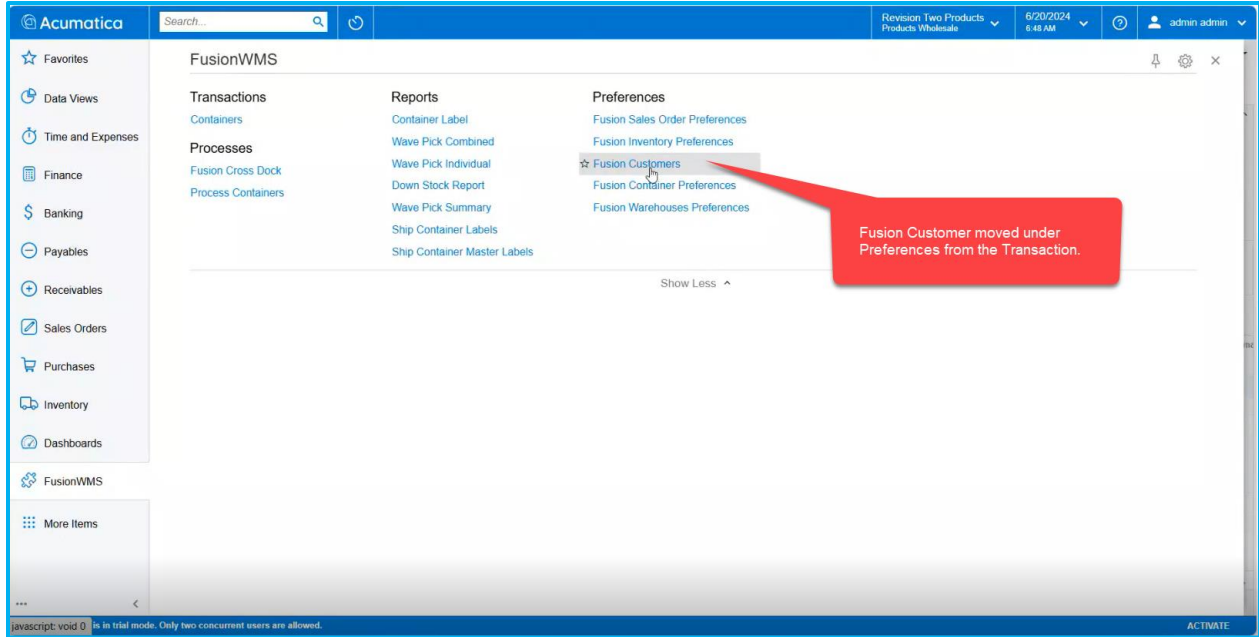 Acumatica
Search...
Revision Two Products
Products Wholesale
6/20/2024
6:48 AM
admin admin
Favorites
Data Views
Time and Expenses
Finance
Banking
Payables
Receivables
Sales Orders
Purchases
Inventory
Dashboards
FusionWMS
More Items
FusionWMS
Transactions
Containers
Processes
Fusion Cross Dock
Process Containers
Reports
Container Label
Wave Pick Combined
Wave Pick Individual
Down Stock Report
Wave Pick Summary
Ship Container Labels
Ship Container Master Labels
Preferences
Fusion Sales Order Preferences
Fusion Inventory Preferences
Fusion Customers
Fusion Container Preferences
Fusion Warehouses Preferences
Fusion Customer moved under
Preferences from the Transaction.
Show Less
javascript: void 0 is in trial mode. Only two concurrent users are allowed.
ACTIVATE